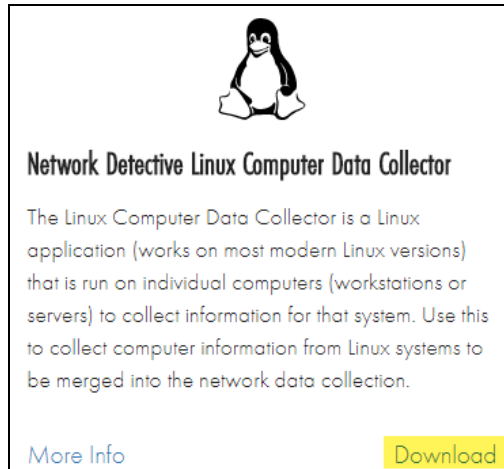 Network Detective Linux Computer Data Collector
The Linux Computer Data Collector is a Linux
application (works on most modern Linux versions)
that is run on individual computers (workstations or
servers) to collect information for that system. Use this
to collect computer information from Linux systems to
be merged into the network data collection.
More Info
Download